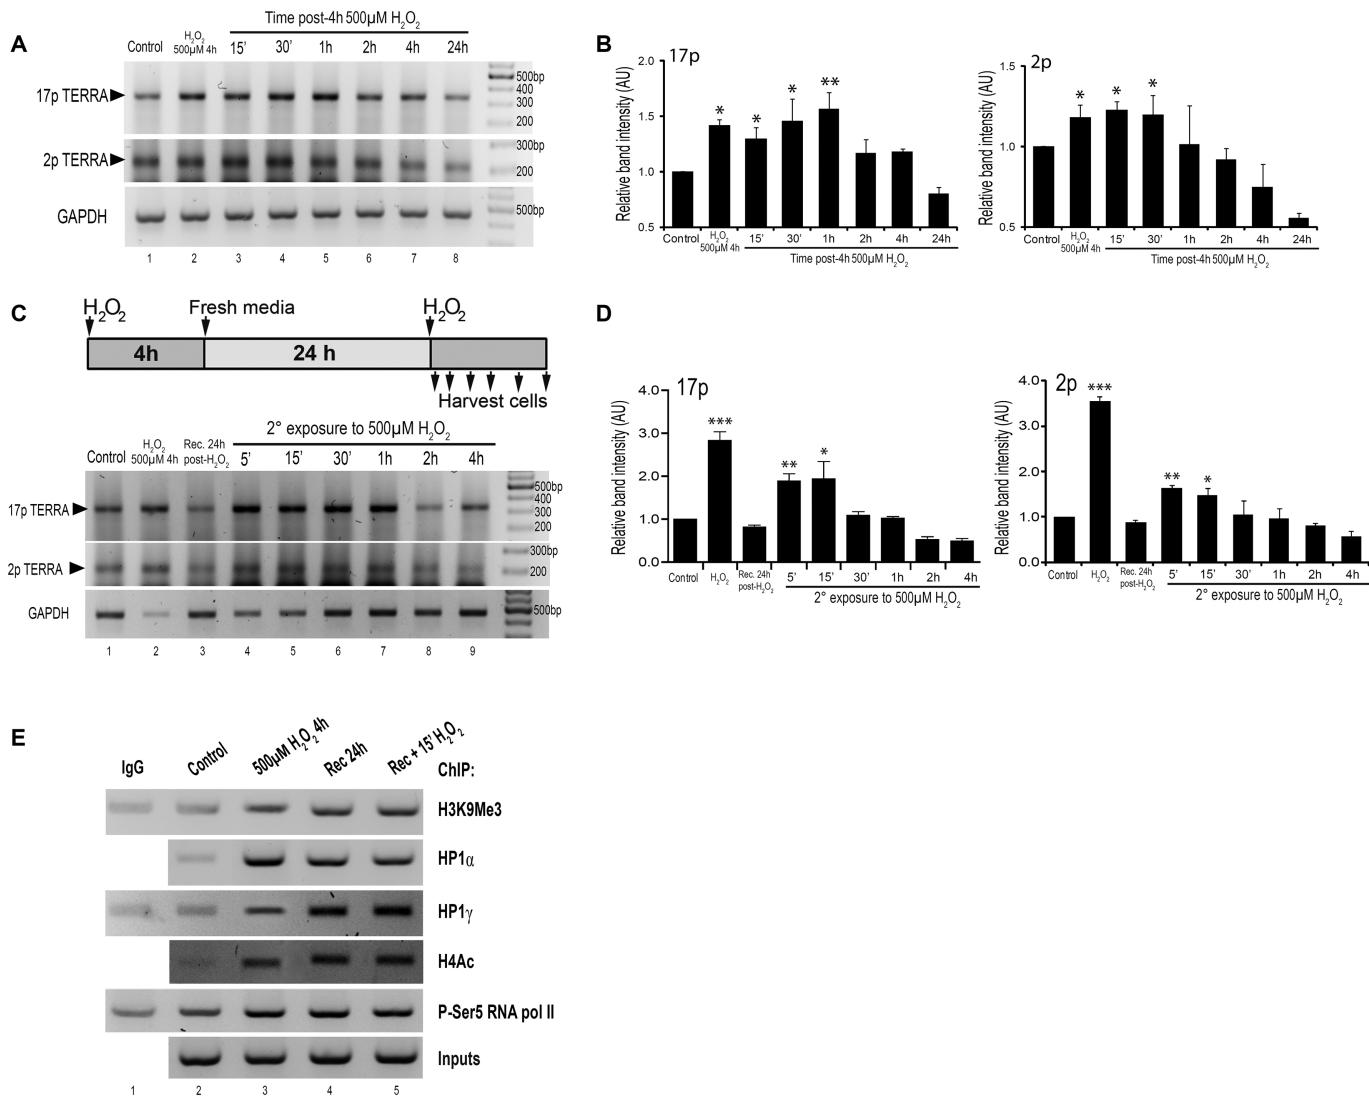 A
Time post-4h 500µM H₂O₂
Control H₂O₂ 500µM 4h 15' 30' 1h 2h 4h 24h
17p TERRA
500bp
400
300
200
2p TERRA
300bp
200
GAPDH
500bp
1 2 3 4 5 6 7 8
B
17p
Relative band intensity (AU)
2.0
1.5
1.0
0.5
* * * **
Control H₂O₂ 500µM 4h 15' 30' 1h 2h 4h 24h
Time post-4h 500µM H₂O₂
2p
Relative band intensity (AU)
1.5
1.0
0.5
* * *
Control H₂O₂ 500µM 4h 15' 30' 1h 2h 4h 24h
Time post-4h 500µM H₂O₂
C
H₂O₂ Fresh media H₂O₂
4h 24 h
Harvest cells
2° exposure to 500µM H₂O₂
Control H₂O₂ 500µM 4h Rec. 24h post-H₂O₂ 5' 15' 30' 1h 2h 4h
17p TERRA
500bp
400
300
200
2p TERRA
300bp
200
GAPDH
500bp
1 2 3 4 5 6 7 8 9
D
17p
Relative band intensity (AU)
4.0
3.0
2.0
1.0
0.0
*** ** *
Control H₂O₂ Rec. 24h post-H₂O₂ 5' 15' 30' 1h 2h 4h
2° exposure to 500µM H₂O₂
2p
Relative band intensity (AU)
4.0
3.0
2.0
1.0
0.0
*** ** *
Control H₂O₂ Rec. 24h post-H₂O₂ 5' 15' 30' 1h 2h 4h
2° exposure to 500µM H₂O₂
E
IgG Control 500µM H₂O₂ 4h Rec 24h Rec + 15' H₂O₂ ChIP:
H3K9Me3
HP1α
HP1γ
H4Ac
P-Ser5 RNA pol II
Inputs
1 2 3 4 5